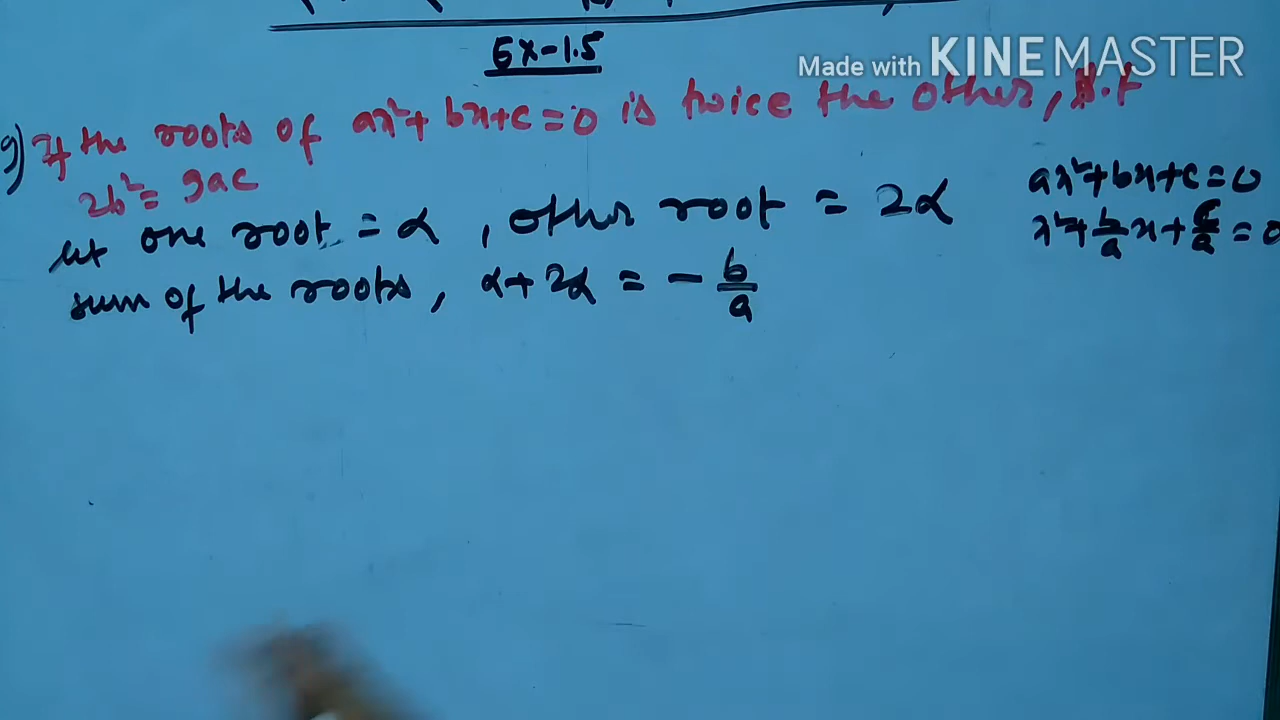 Made with KINEMASTER
Ex-1.5
9) If the roots of ax²+bx+c=0 is twice the other, S.t
2b²=9ac
ax²+bx+c=0
let one root = α, other root = 2α
x²+b/a x+c/a=0
sum of the roots, α+2α = -b/a